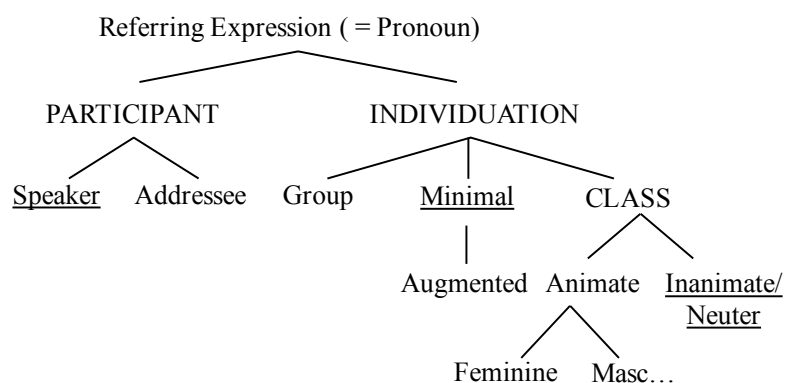 Referring Expression ( = Pronoun)
PARTICIPANT INDIVIDUATION
Speaker Addressee Group Minimal CLASS
Augmented Animate Inanimate/
Neuter
Feminine Masc…